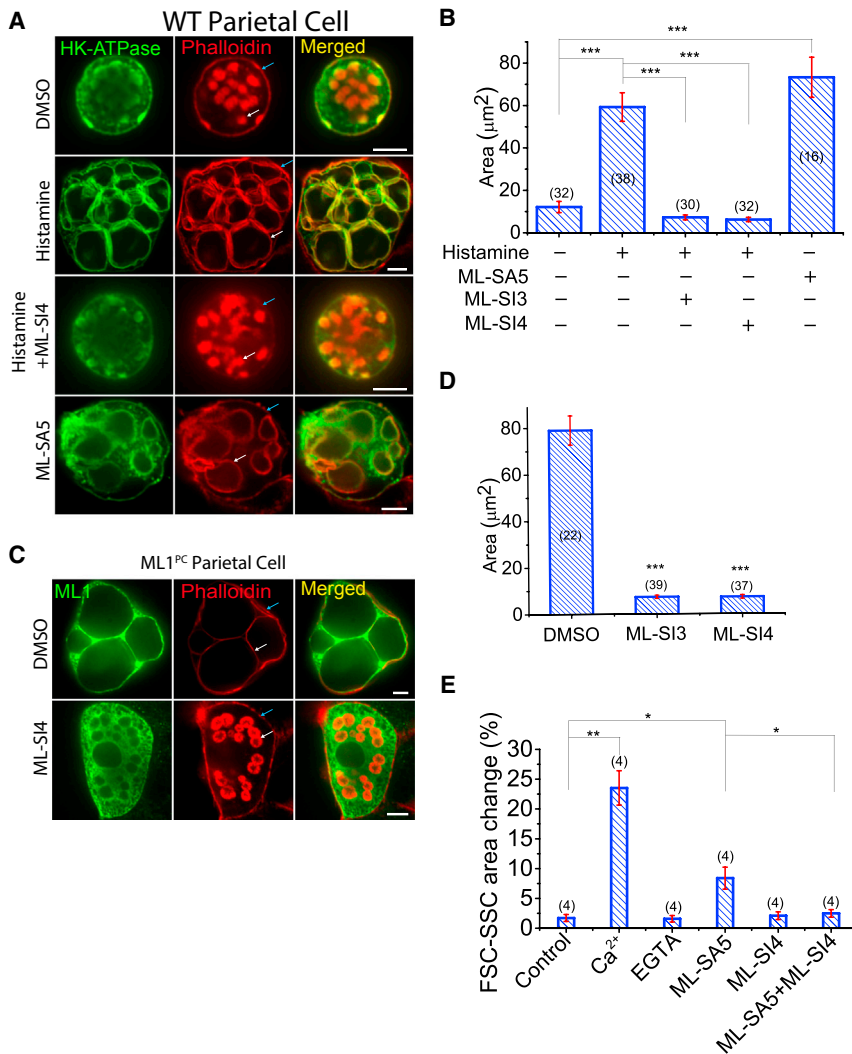 A
WT Parietal Cell
HK-ATPase Phalloidin Merged
DMSO
Histamine
Histamine
+ML-SI4
ML-SA5
B
Area (μm2)
80
60
40
20
0
***
***
***
***
(32) (38) (30) (32) (16)
Histamine − + + + −
ML-SA5 − − − − +
ML-SI3 − − + − −
ML-SI4 − − − + −
C
ML1PC Parietal Cell
ML1 Phalloidin Merged
DMSO
ML-SI4
D
Area (μm2)
80
60
40
20
0
(22)
*** ***
(39) (37)
DMSO ML-SI3 ML-SI4
E
FSC-SSC area change (%)
30
25
20
15
10
5
0
*
** *
(4) (4) (4) (4) (4) (4)
Control Ca2+ EGTA ML-SA5 ML-SI4 ML-SA5+ML-SI4